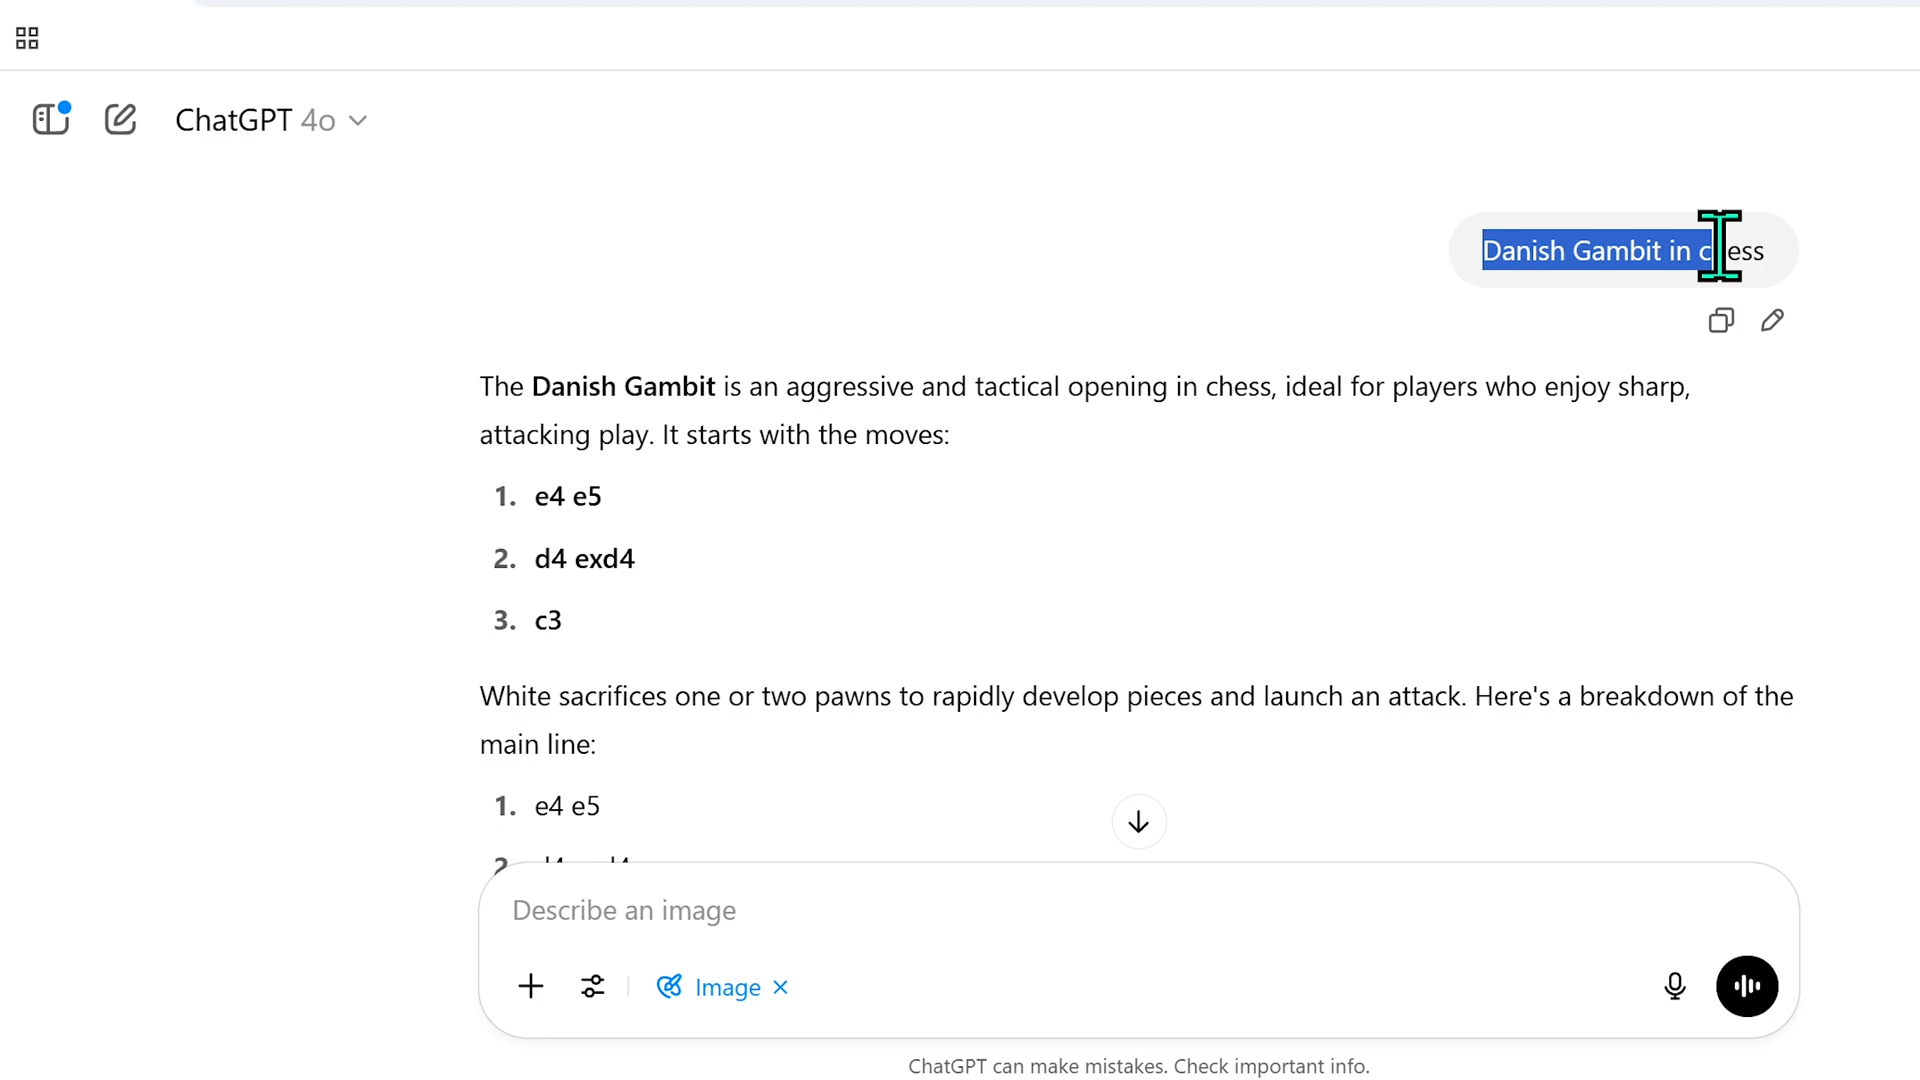 ChatGPT 4o
Danish Gambit in chess
The Danish Gambit is an aggressive and tactical opening in chess, ideal for players who enjoy sharp,
attacking play. It starts with the moves:
1. e4 e5
2. d4 exd4
3. c3
White sacrifices one or two pawns to rapidly develop pieces and launch an attack. Here's a breakdown of the
main line:
1. e4 e5
Describe an image
Image
ChatGPT can make mistakes. Check important info.